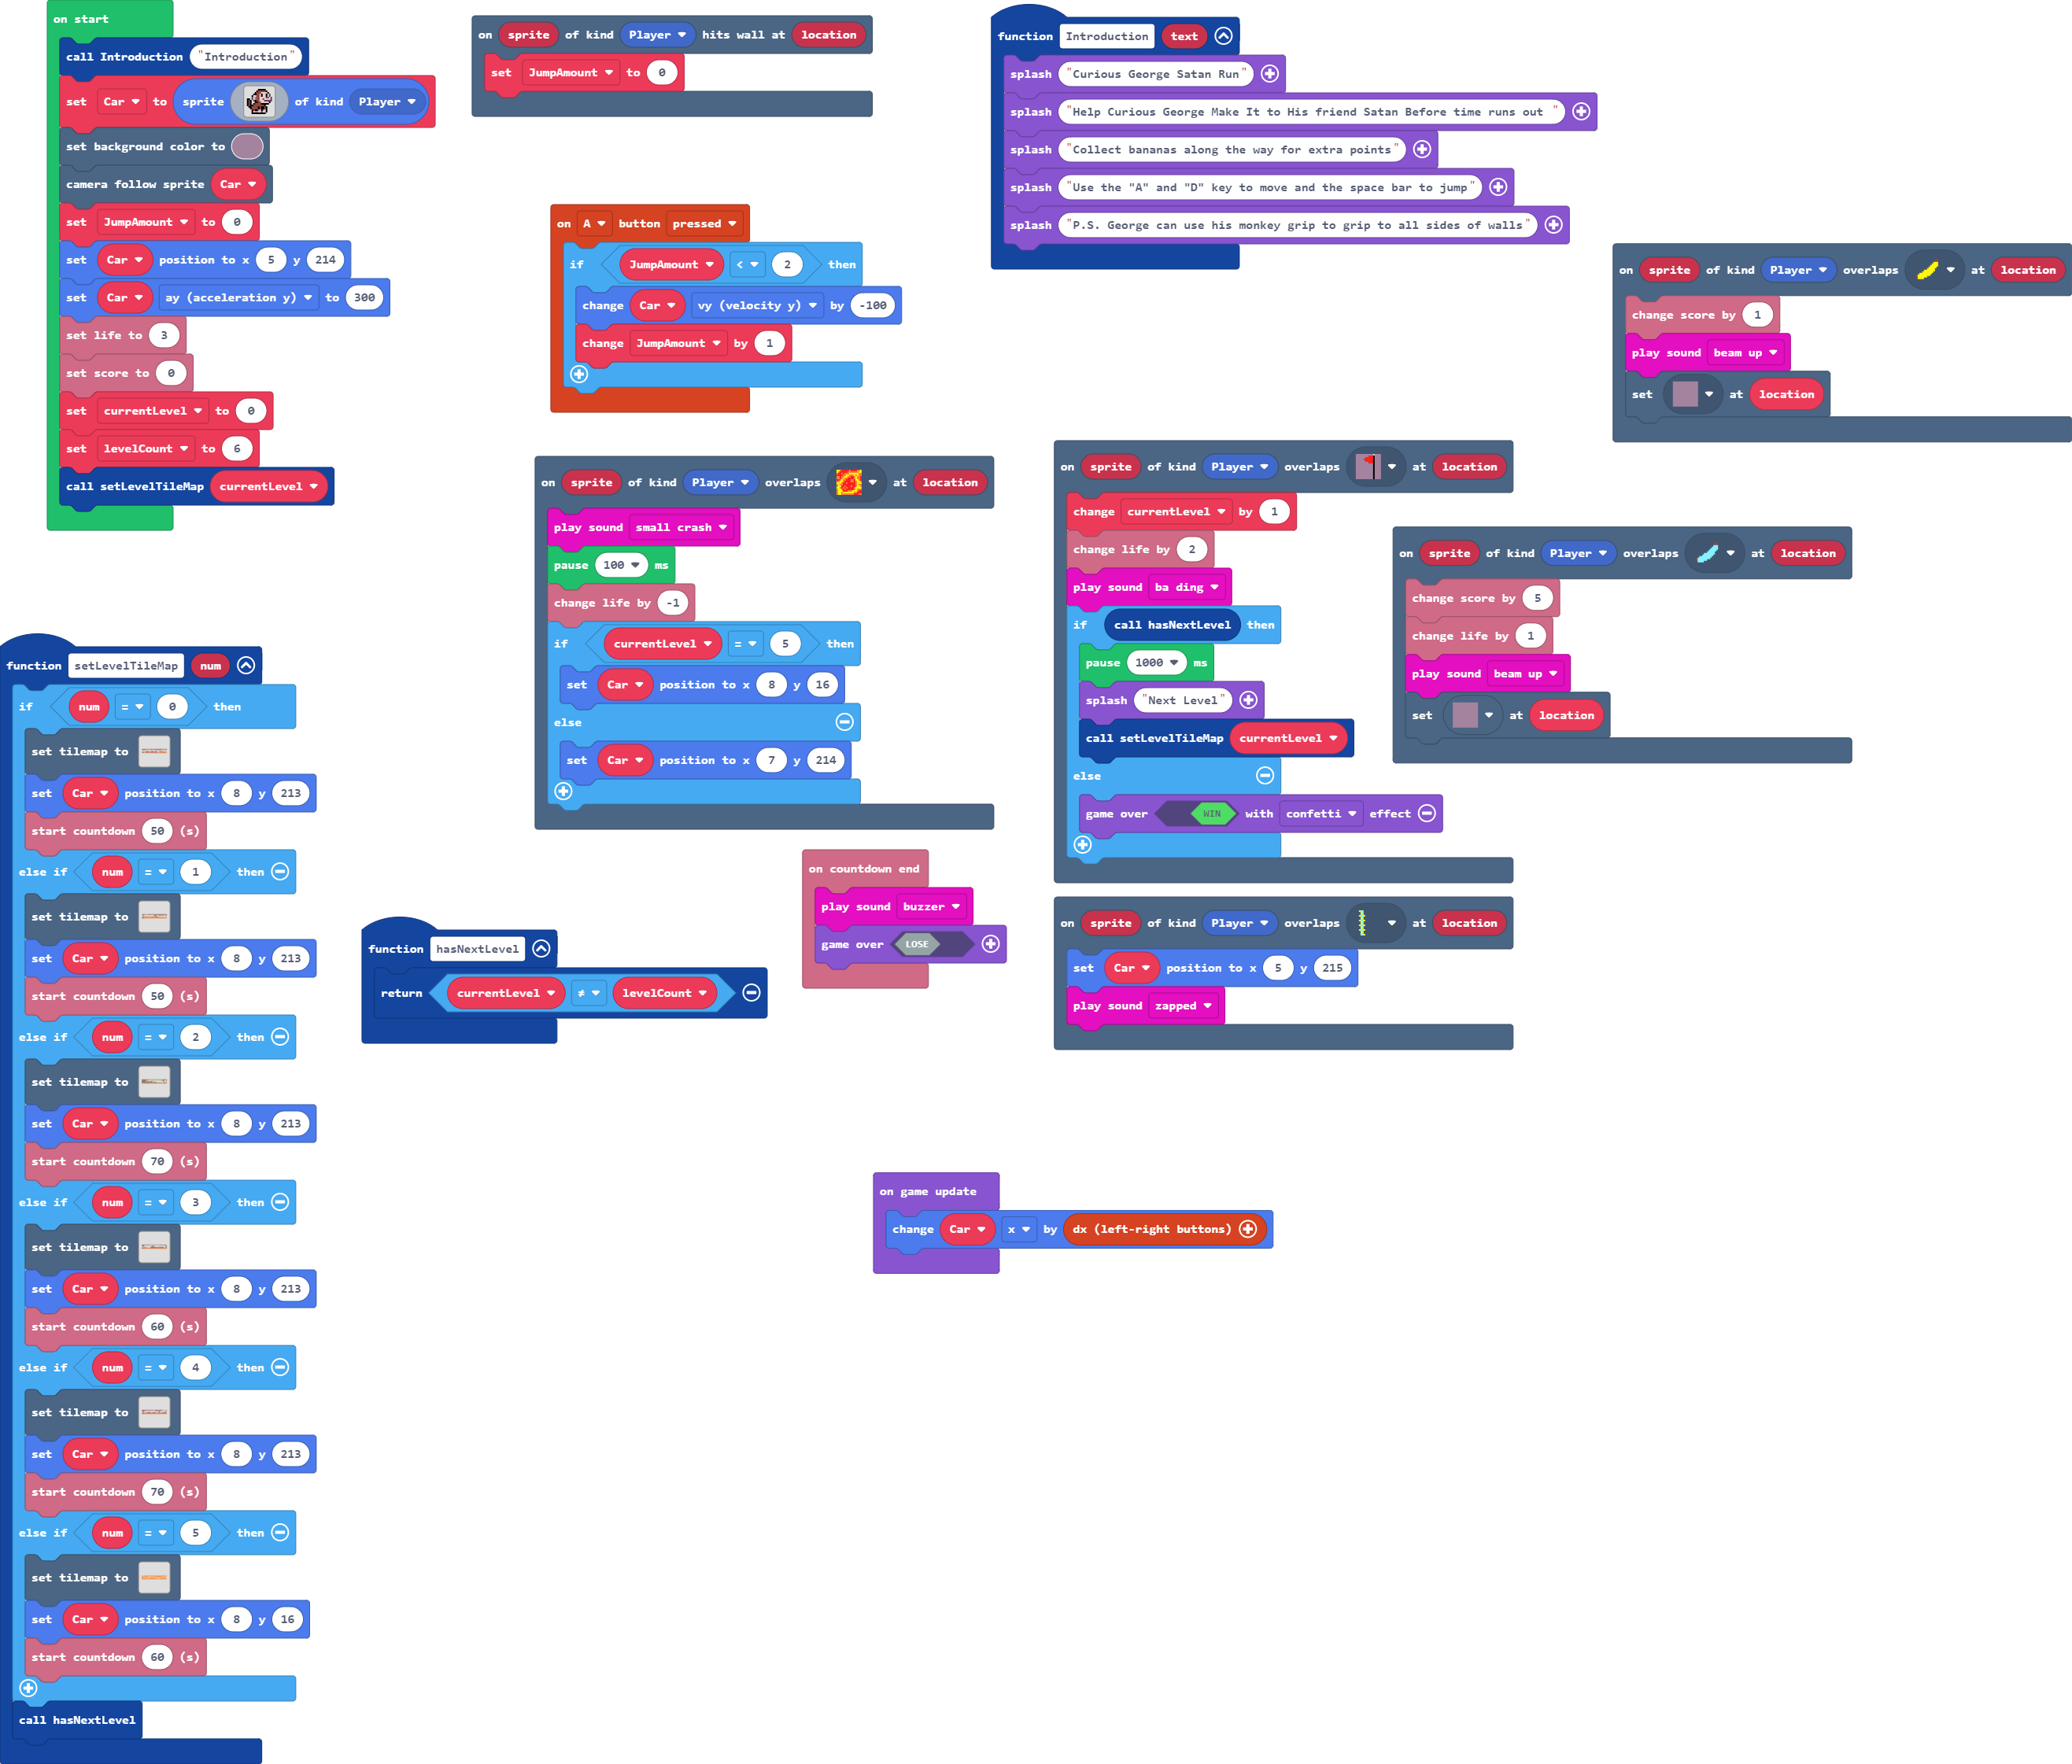 on start
call Introduction "Introduction"
set Car to sprite of kind Player
set background color to
camera follow sprite Car
set JumpAmount to 0
set Car position to x 5 y 214
set Car ay (acceleration y) to 300
set life to 3
set score to 0
set currentLevel to 0
set levelCount to 6
call setLevelTileMap currentLevel
on sprite of kind Player hits wall at location
set JumpAmount to 0
function Introduction text
splash "Curious George Satan Run"
splash "Help Curious George Make It to His friend Satan Before time runs out "
splash "Collect bananas along the way for extra points"
splash "Use the "A" and "D" key to move and the space bar to jump"
splash "P.S. George can use his monkey grip to grip to all sides of walls"
on A button pressed
if JumpAmount < 2 then
change Car vy (velocity y) by -100
change JumpAmount by 1
on sprite of kind Player overlaps at location
change score by 1
play sound beam up
set at location
on sprite of kind Player overlaps at location
play sound small crash
pause 100 ms
change life by -1
if currentLevel = 5 then
set Car position to x 8 y 16
else
set Car position to x 7 y 214
on sprite of kind Player overlaps at location
change currentLevel by 1
change life by 2
play sound ba ding
if call hasNextLevel then
pause 1000 ms
splash "Next Level"
call setLevelTileMap currentLevel
else
game over WIN with confetti effect
on sprite of kind Player overlaps at location
change score by 5
change life by 1
play sound beam up
set at location
function setLevelTileMap num
if num = 0 then
set tilemap to
set Car position to x 8 y 213
start countdown 50 (s)
else if num = 1 then
set tilemap to
set Car position to x 8 y 213
start countdown 50 (s)
else if num = 2 then
set tilemap to
set Car position to x 8 y 213
start countdown 70 (s)
else if num = 3 then
set tilemap to
set Car position to x 8 y 213
start countdown 60 (s)
else if num = 4 then
set tilemap to
set Car position to x 8 y 213
start countdown 70 (s)
else if num = 5 then
set tilemap to
set Car position to x 8 y 16
start countdown 60 (s)
call hasNextLevel
function hasNextLevel
return currentLevel ≠ levelCount
on countdown end
play sound buzzer
game over LOSE
on sprite of kind Player overlaps at location
set Car position to x 5 y 215
play sound zapped
on game update
change Car x by dx (left-right buttons)